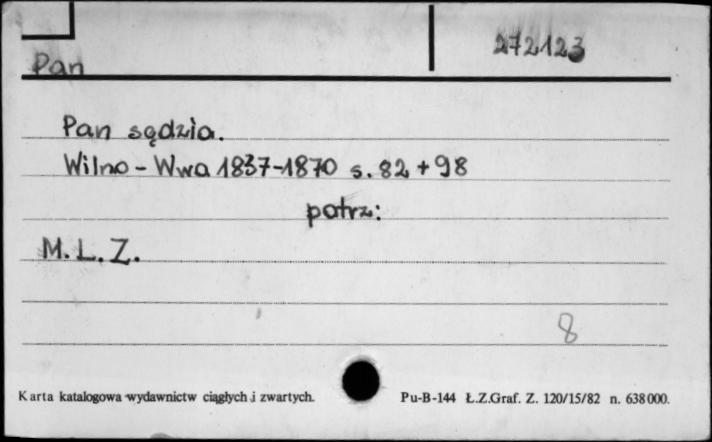 272123
Pan
Pan sędzia.
Wilno - Wwa 1837-1870 s. 82 + 98
patrz:
M. L. Z.
8
Karta katalogowa wydawnictw ciągłych i zwartych.
Pu-B-144 Ł.Z.Graf. Z. 120/15/82 n. 638000.